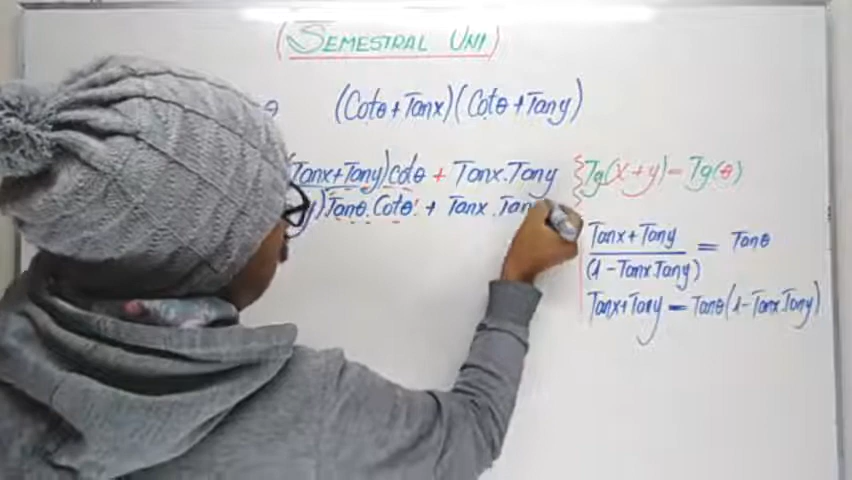 (SEMESTRAL UNI)
θ (Cotθ+Tanx)(Cotθ+Tany)
(Tanx+Tany)Cotθ + Tanx.Tany
y)Tanθ.Cotθ + Tanx.Tan
Tg(x+y)=Tg(θ)
Tanx+Tany = Tanθ
(1-Tanx.Tany)
Tanx+Tany = Tanθ(1-Tanx.Tany)